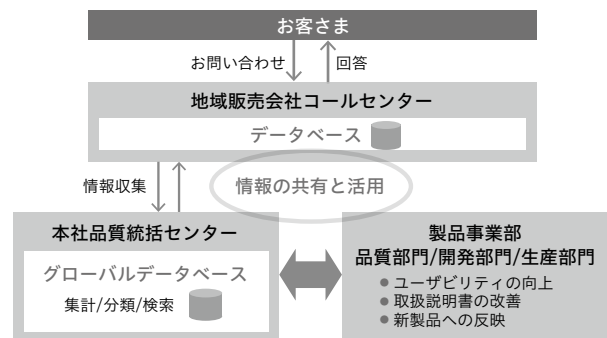 お客さま
お問い合わせ
回答
地域販売会社コールセンター
データベース
情報収集
情報の共有と活用
本社品質統括センター
グローバルデータベース
集計/分類/検索
製品事業部
品質部門/開発部門/生産部門
● ユーザビリティの向上
● 取扱説明書の改善
● 新製品への反映